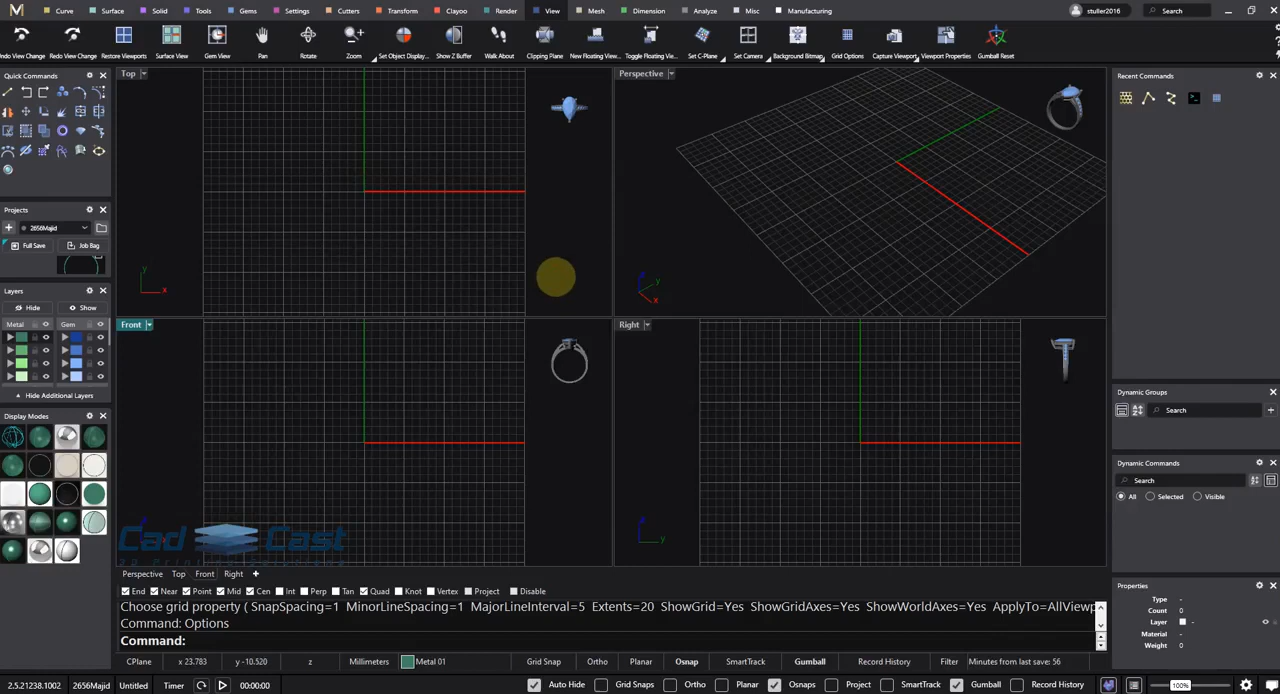 Curve Surface Solid Tools Gems Settings Cutters Transform Clayoo Render View Mesh Dimension Analyze Misc Manufacturing stuller2016 Search
Undo View Change Redo View Change Restore Viewports Surface View Gem View Pan Rotate Zoom Set Object Display... Show Z Buffer Walk About Clipping Plane New Floating View... Toggle Floating View... Set C-Plane Set Camera Background Bitmap Grid Options Capture Viewport Viewport Properties Gumball Reset
Quick Commands
Top
Perspective
Recent Commands
Projects
2656Majid
Full Save Job Bag
Layers
Hide Show
Metal Gem
Hide Additional Layers
Display Modes
y
x
y
x
Front
Right
y
Cad Cast
Dynamic Groups
Search
Dynamic Commands
Search
All Selected Visible
Properties
Type -
Count 0
Layer -
Material -
Weight 0
Perspective Top Front Right
End Near Point Mid Cen Int Perp Tan Quad Knot Vertex Project Disable
Choose grid property ( SnapSpacing=1 MinorLineSpacing=1 MajorLineInterval=5 Extents=20 ShowGrid=Yes ShowGridAxes=Yes ShowWorldAxes=Yes ApplyTo=AllViewp
Command: Options
Command:
CPlane x 23.783 y -10.520 z Millimeters Metal 01 Grid Snap Ortho Planar Osnap SmartTrack Gumball Record History Filter Minutes from last save: 56
2.5.21238.1002 2656Majid Untitled Timer 00:00:00 Auto Hide Grid Snaps Ortho Planar Osnaps Project SmartTrack Gumball Record History 100%